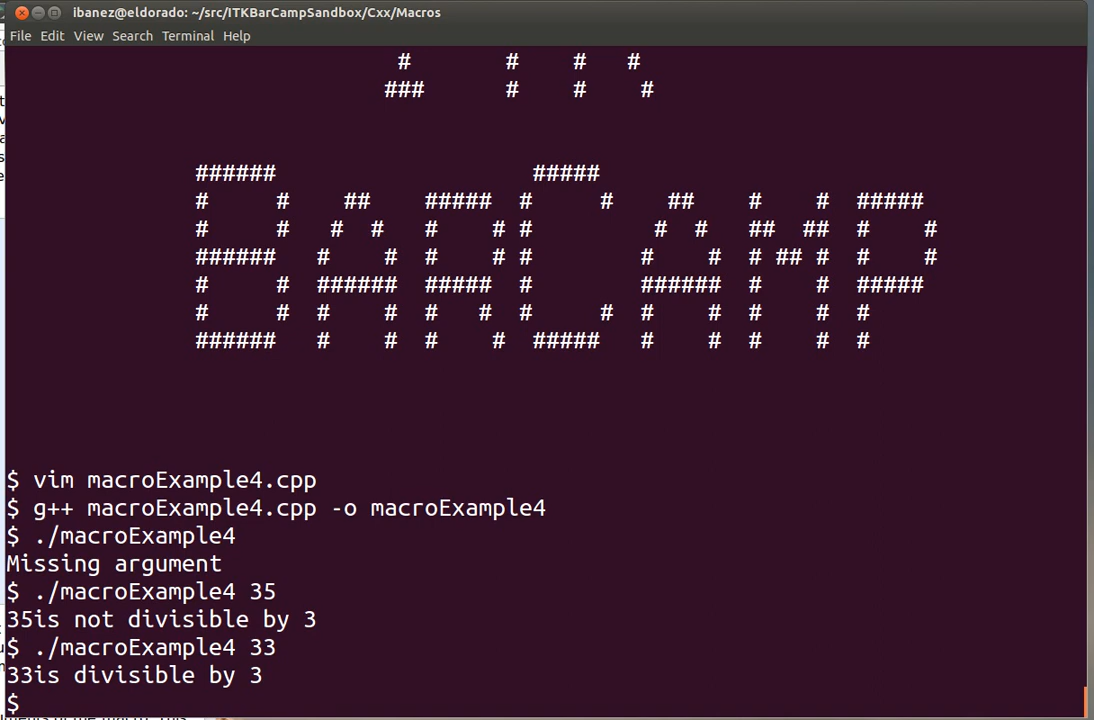 ibanez@eldorado: ~/src/ITKBarCampSandbox/Cxx/Macros
File Edit View Search Terminal Help
BARCAMP
$ vim macroExample4.cpp
$ g++ macroExample4.cpp -o macroExample4
$ ./macroExample4
Missing argument
$ ./macroExample4 35
35is not divisible by 3
$ ./macroExample4 33
33is divisible by 3
$